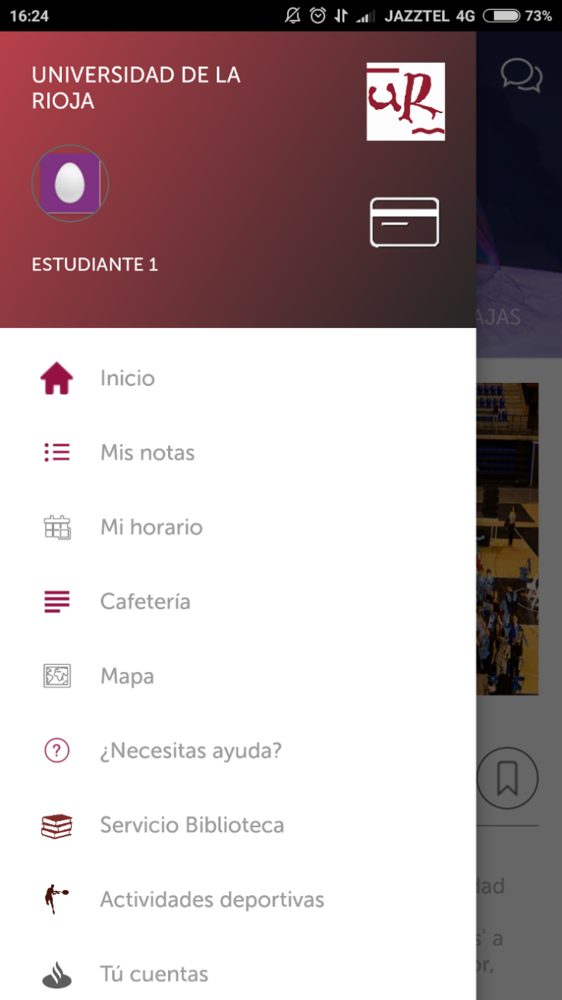 16:24 JAZZTEL 4G 73%
UNIVERSIDAD DE LA
RIOJA
uR
ESTUDIANTE 1
AJAS
Inicio
Mis notas
Mi horario
Cafetería
Mapa
¿Necesitas ayuda?
Servicio Biblioteca
Actividades deportivas
dad
s' a
or,
Tú cuentas